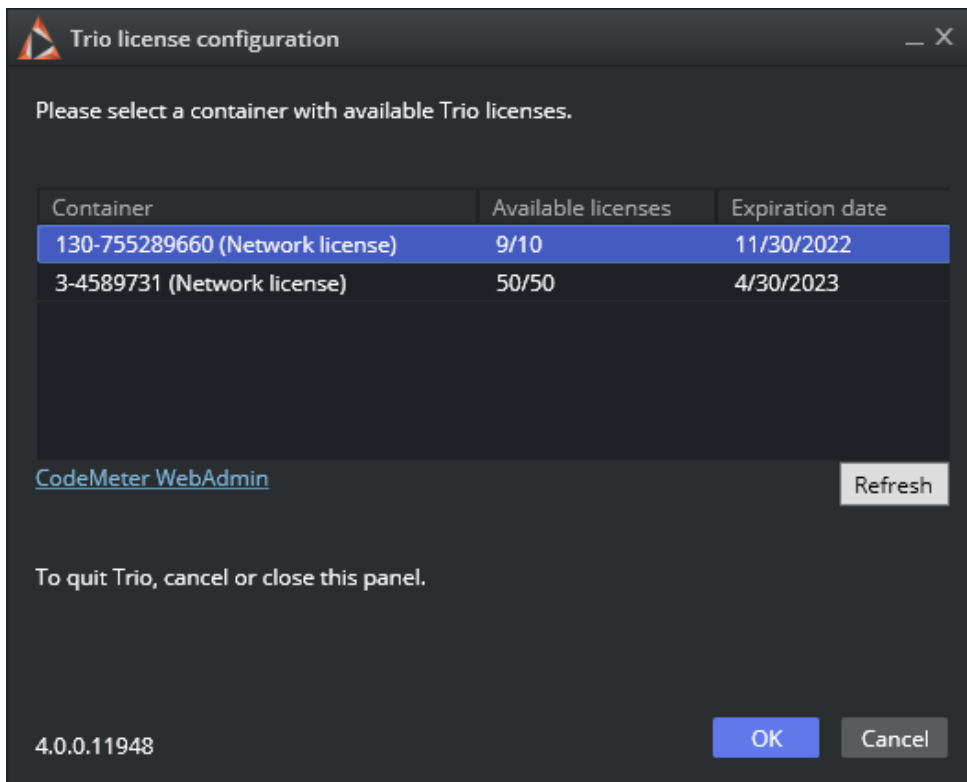 Trio license configuration
Please select a container with available Trio licenses.
Container Available licenses Expiration date
130-755289660 (Network license) 9/10 11/30/2022
3-4589731 (Network license) 50/50 4/30/2023
CodeMeter WebAdmin
Refresh
To quit Trio, cancel or close this panel.
4.0.0.11948
OK Cancel